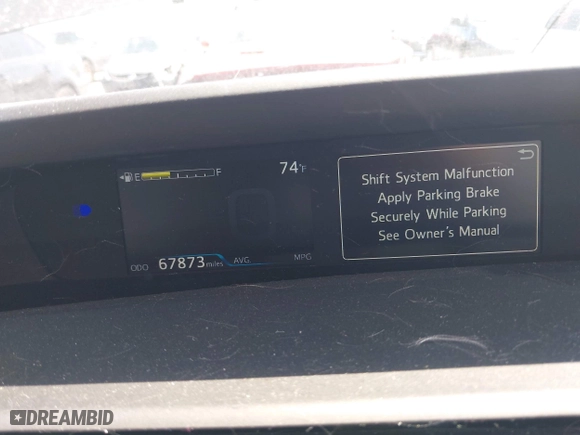 E F
74°F
Shift System Malfunction
Apply Parking Brake
Securely While Parking
See Owner's Manual
ODO 67873 miles AVG MPG
DREAMBID